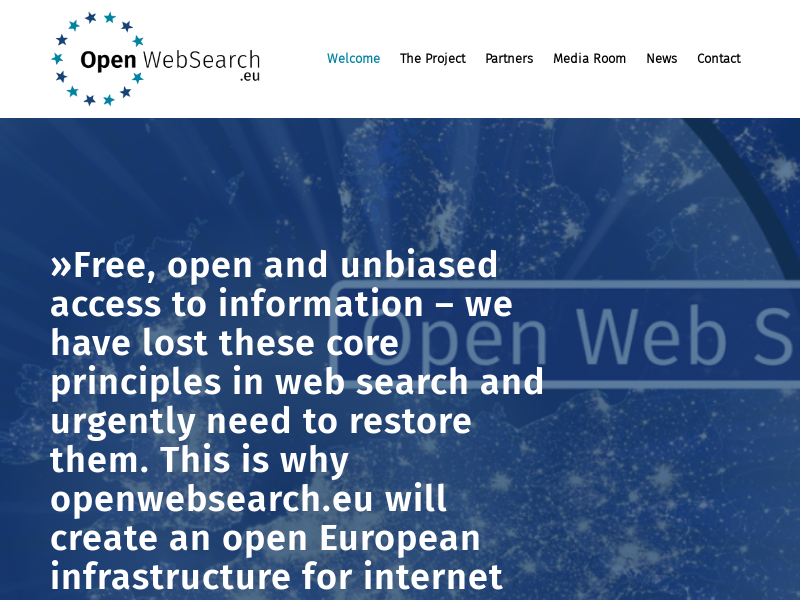 Open WebSearch
.eu
Welcome The Project Partners Media Room News Contact
»Free, open and unbiased
access to information – we
have lost these core
principles in web search and
urgently need to restore
them. This is why
openwebsearch.eu will
create an open European
infrastructure for internet
Open Web S